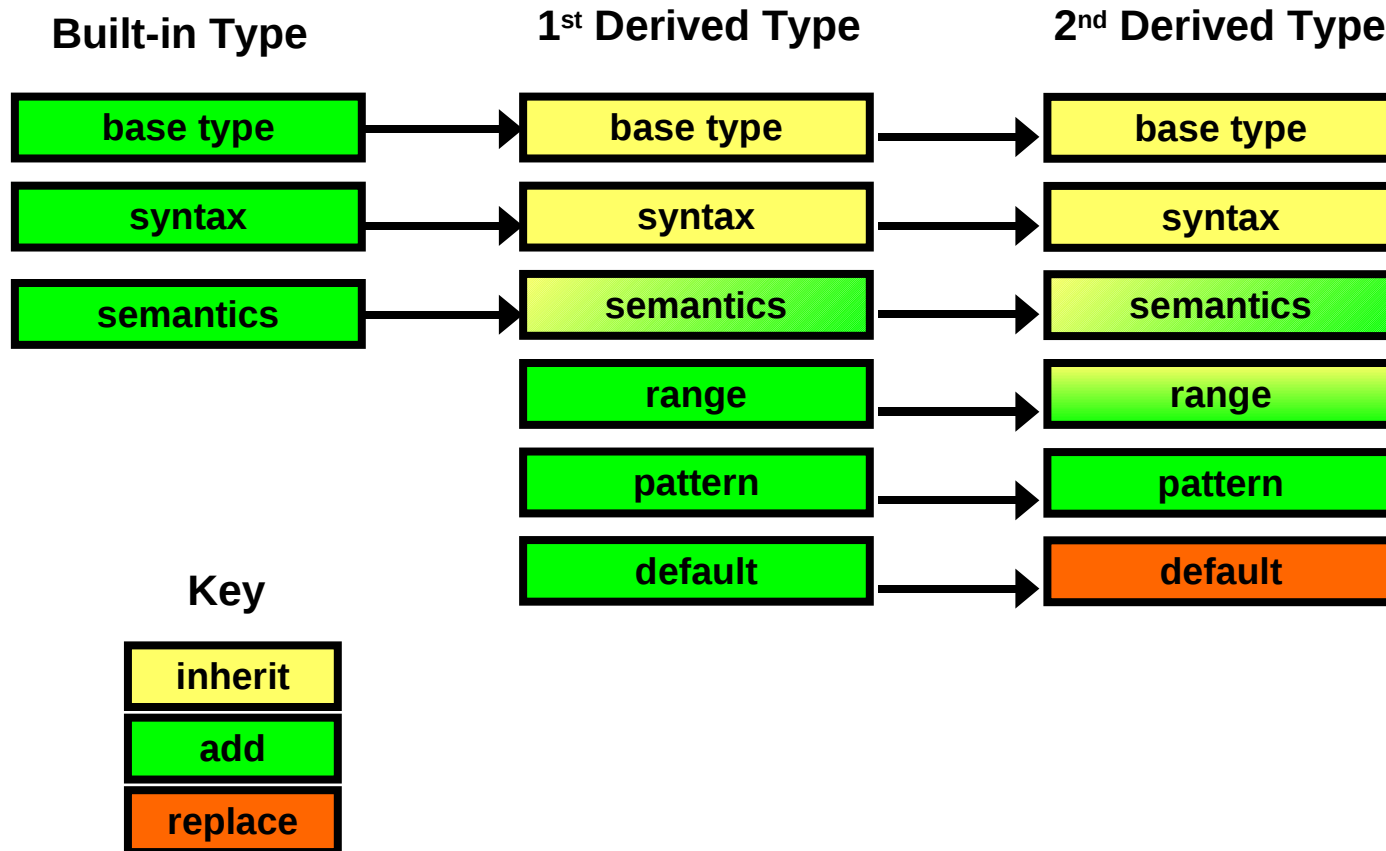 Built-in Type
1st Derived Type
2nd Derived Type
base type
base type
base type
syntax
syntax
syntax
semantics
semantics
semantics
range
range
pattern
pattern
default
default
Key
inherit
add
replace